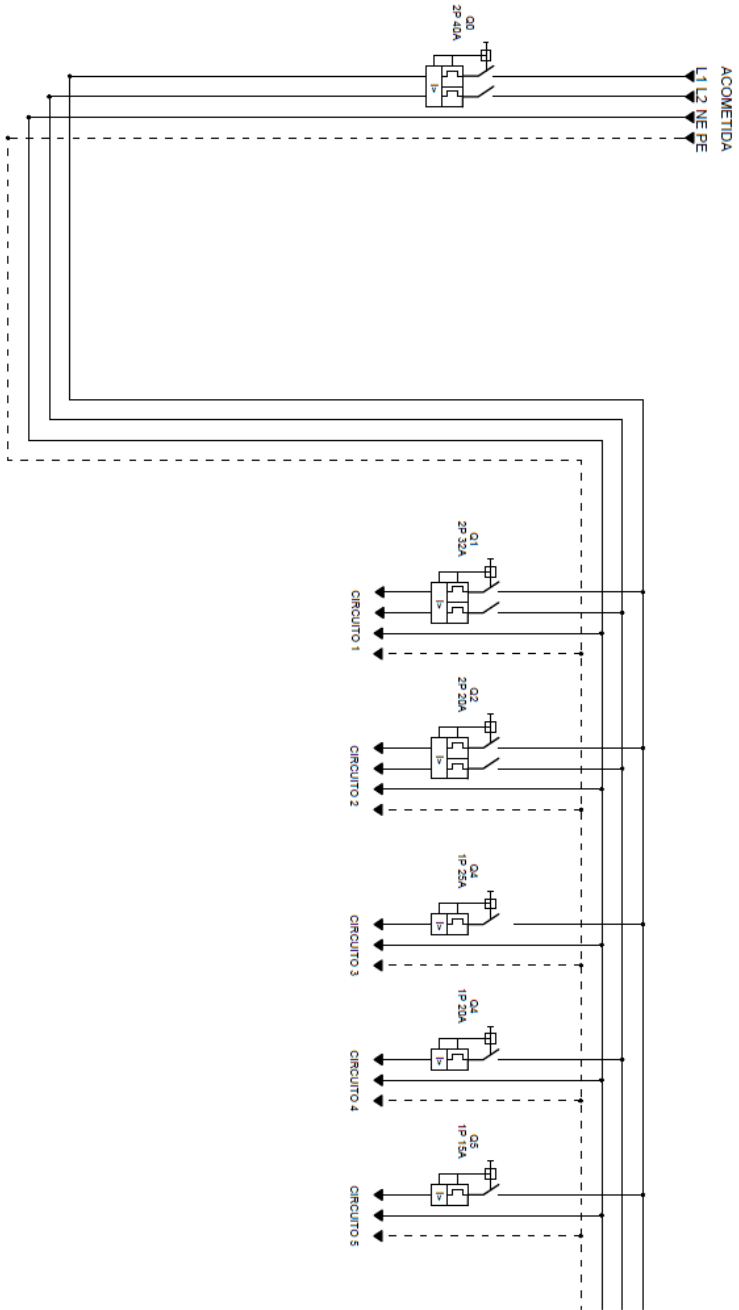 ACOMETIDA
L1 L2 NE PE
Q0
2P 40A
I>
Q1
2P 32A
I>
CIRCUITO 1
Q2
2P 20A
I>
CIRCUITO 2
Q4
1P 25A
I>
CIRCUITO 3
Q4
1P 20A
I>
CIRCUITO 4
Q5
1P 15A
I>
CIRCUITO 5